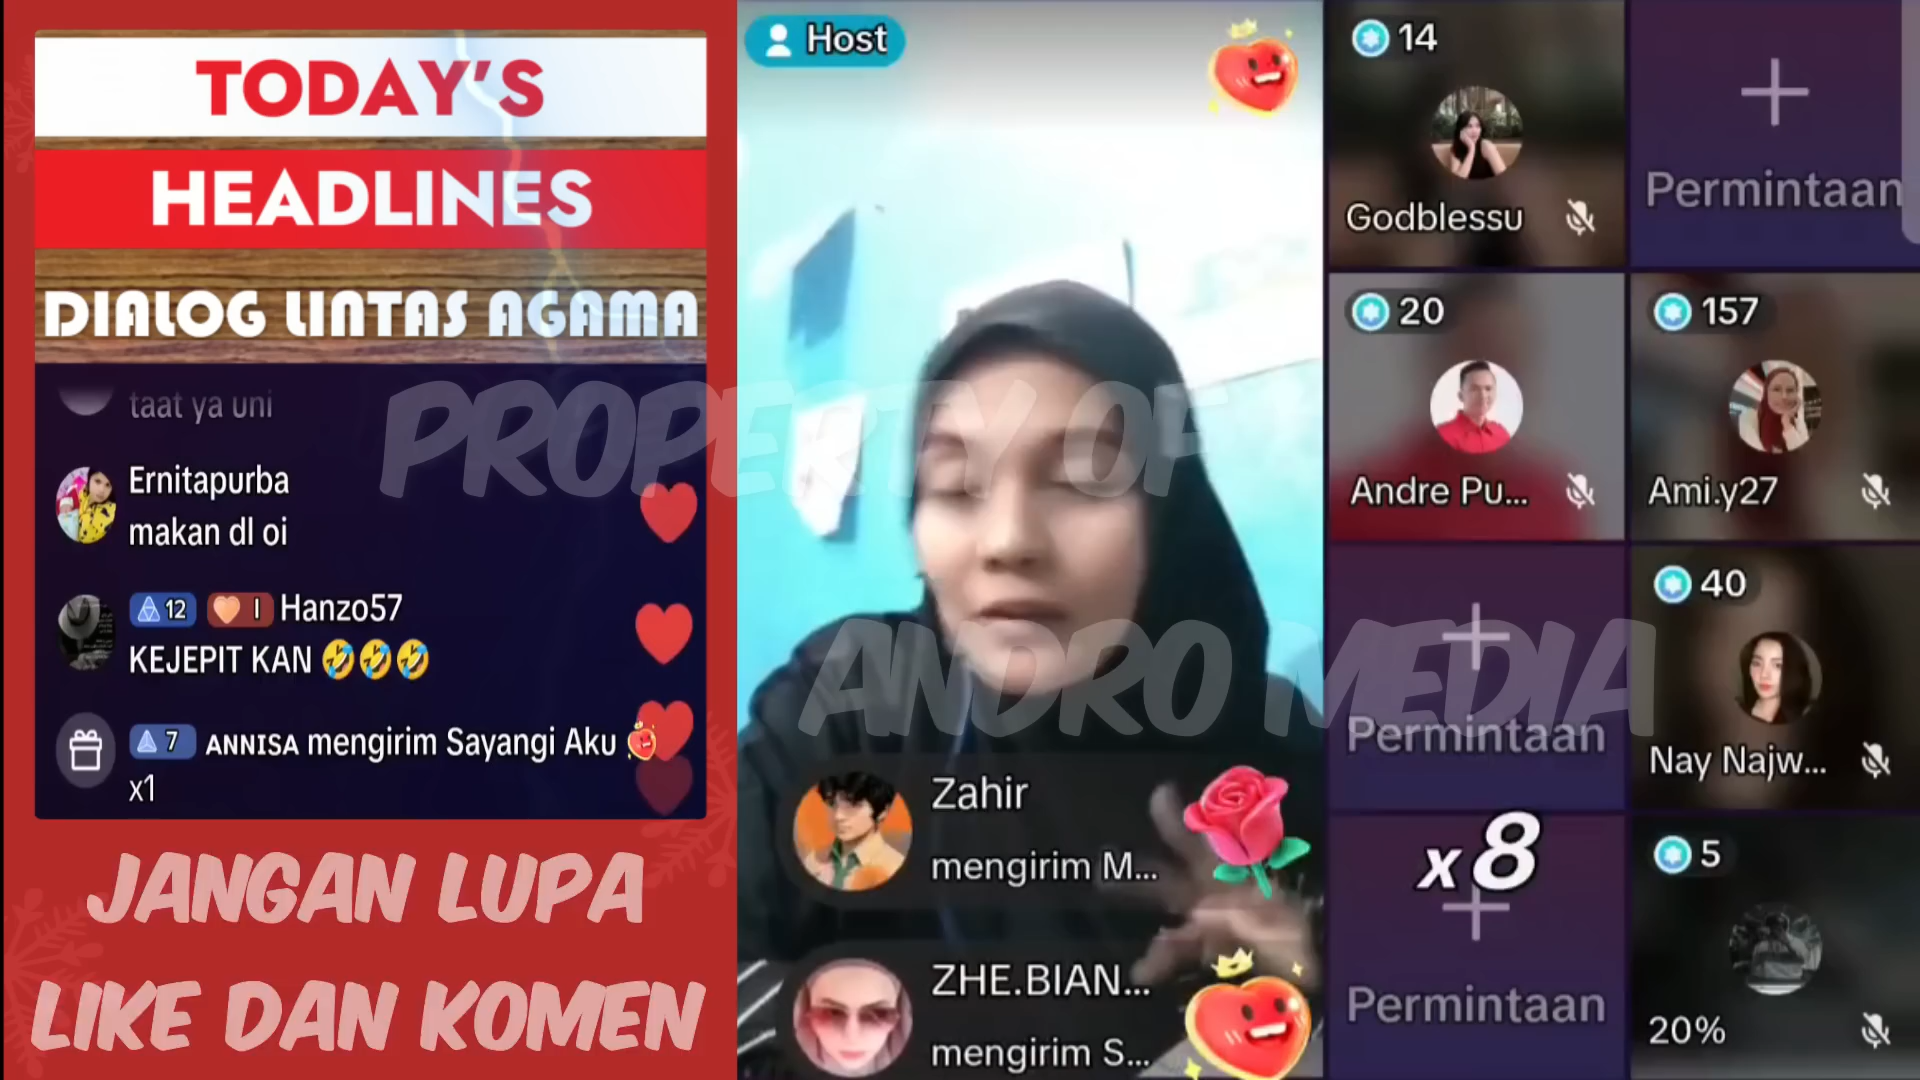 TODAY'S
HEADLINES
DIALOG LINTAS AGAMA
taat ya uni
Ernitapurba
makan dl oi
12 I Hanzo57
KEJEPIT KAN 🤣🤣🤣
7 ANNISA mengirim Sayangi Aku
x1
JANGAN LUPA
LIKE DAN KOMEN
Host
PROPERTY OF
ANDRO MEDIA
Zahir
mengirim M...
ZHE.BIAN...
mengirim S...
14
Godblessu
Permintaan
20
Andre Pu...
157
Ami.y27
Permintaan
40
Nay Najw...
x8
Permintaan
5
20%